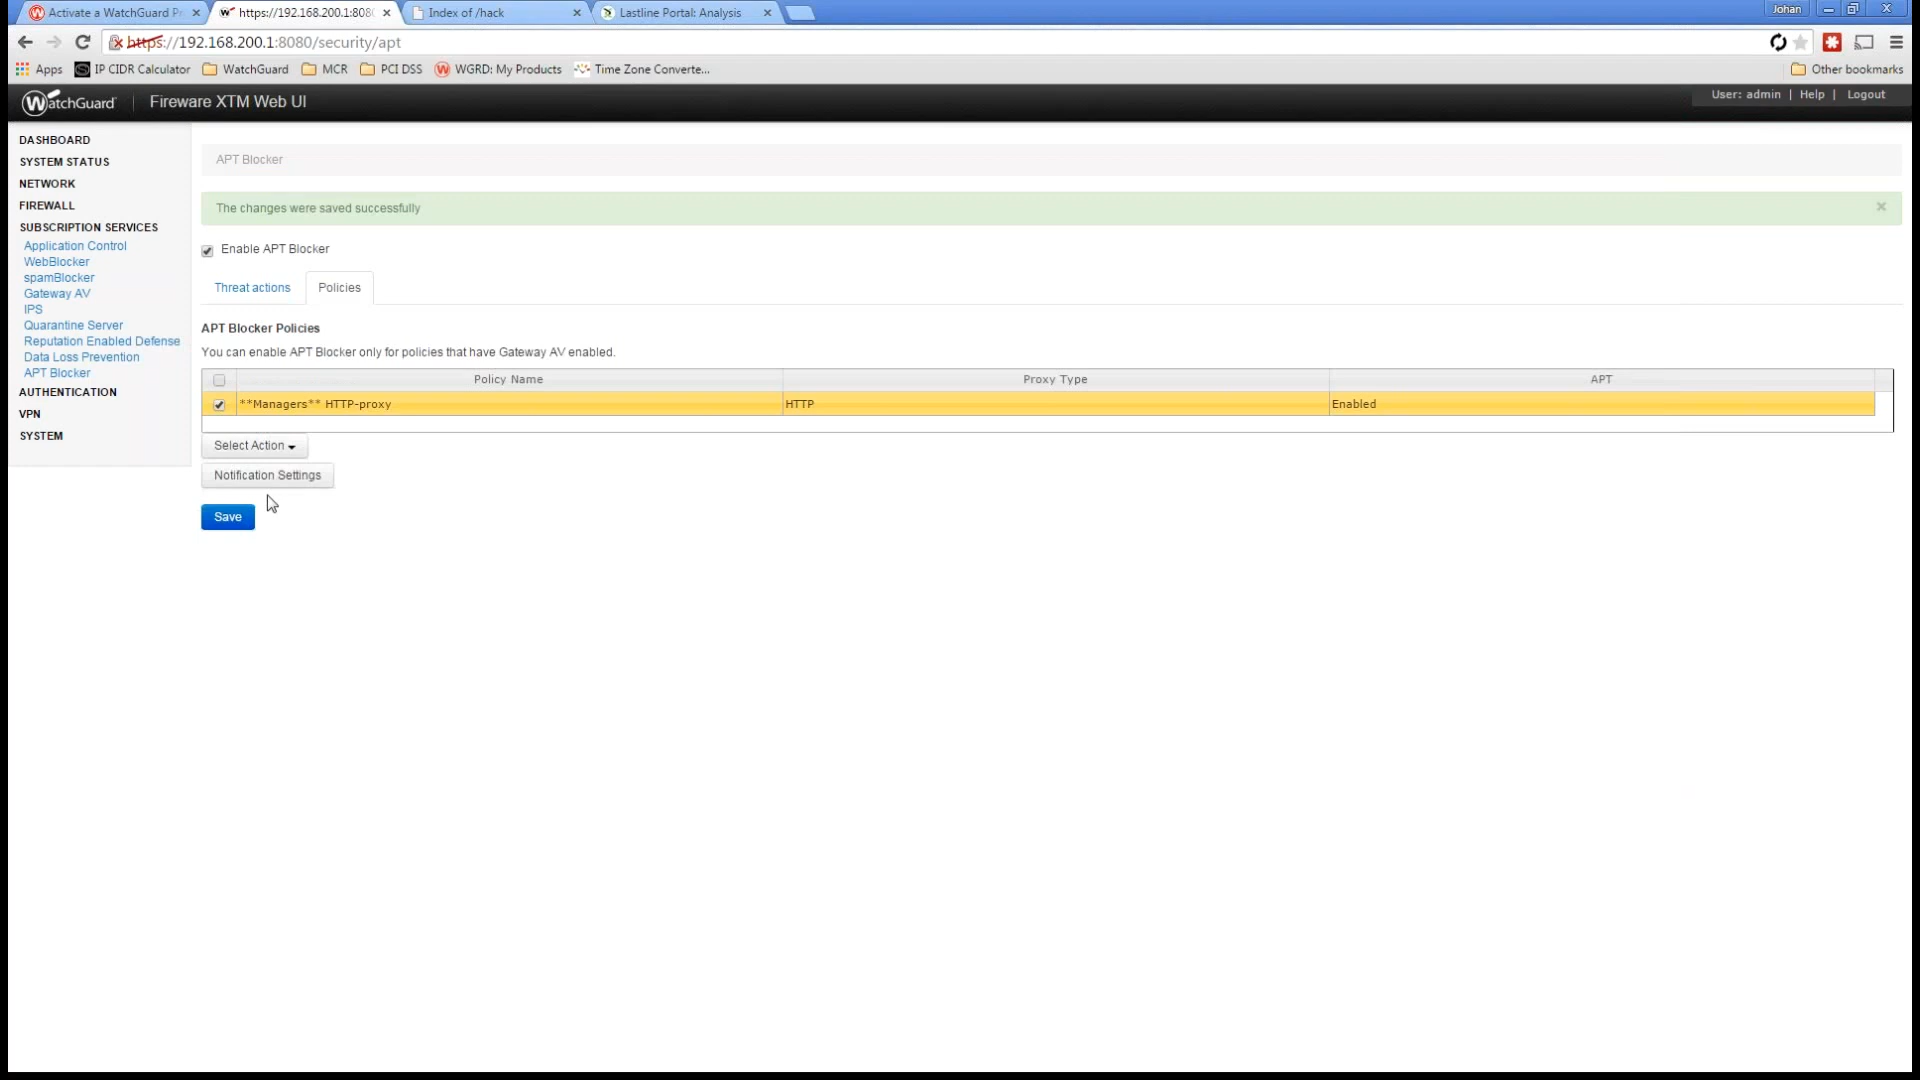 Activate a WatchGuard Pr
https://192.168.200.1:8080
Index of /hack
Lastline Portal: Analysis
Johan
https://192.168.200.1:8080/security/apt
Apps
IP CIDR Calculator
WatchGuard
MCR
PCI DSS
WGRD: My Products
Time Zone Converte...
Other bookmarks
WatchGuard
Fireware XTM Web UI
User: admin | Help | Logout
DASHBOARD
SYSTEM STATUS
NETWORK
FIREWALL
SUBSCRIPTION SERVICES
Application Control
WebBlocker
spamBlocker
Gateway AV
IPS
Quarantine Server
Reputation Enabled Defense
Data Loss Prevention
APT Blocker
AUTHENTICATION
VPN
SYSTEM
APT Blocker
The changes were saved successfully
Enable APT Blocker
Threat actions
Policies
APT Blocker Policies
You can enable APT Blocker only for policies that have Gateway AV enabled.
Policy Name Proxy Type APT
**Managers** HTTP-proxy HTTP Enabled
Select Action
Notification Settings
Save